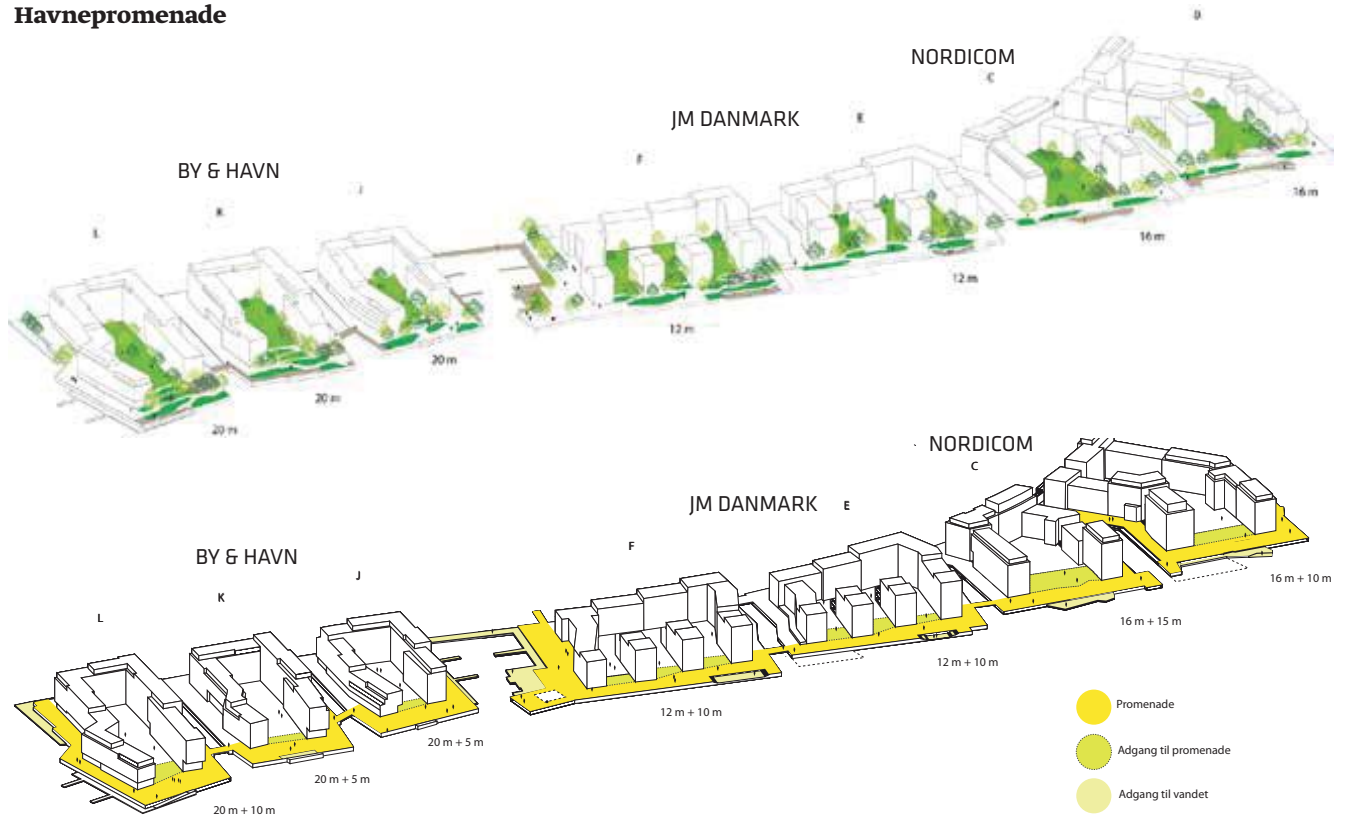 Havnepromenade
D
NORDICOM
C
JM DANMARK
E
F
BY & HAVN
J
K
L
16 m
16 m
12 m
12 m
20 m
20 m
20 m
NORDICOM
C
JM DANMARK
E
F
BY & HAVN
J
K
L
16 m + 10 m
16 m + 15 m
12 m + 10 m
12 m + 10 m
20 m + 5 m
20 m + 5 m
20 m + 10 m
Promenade
Adgang til promenade
Adgang til vandet